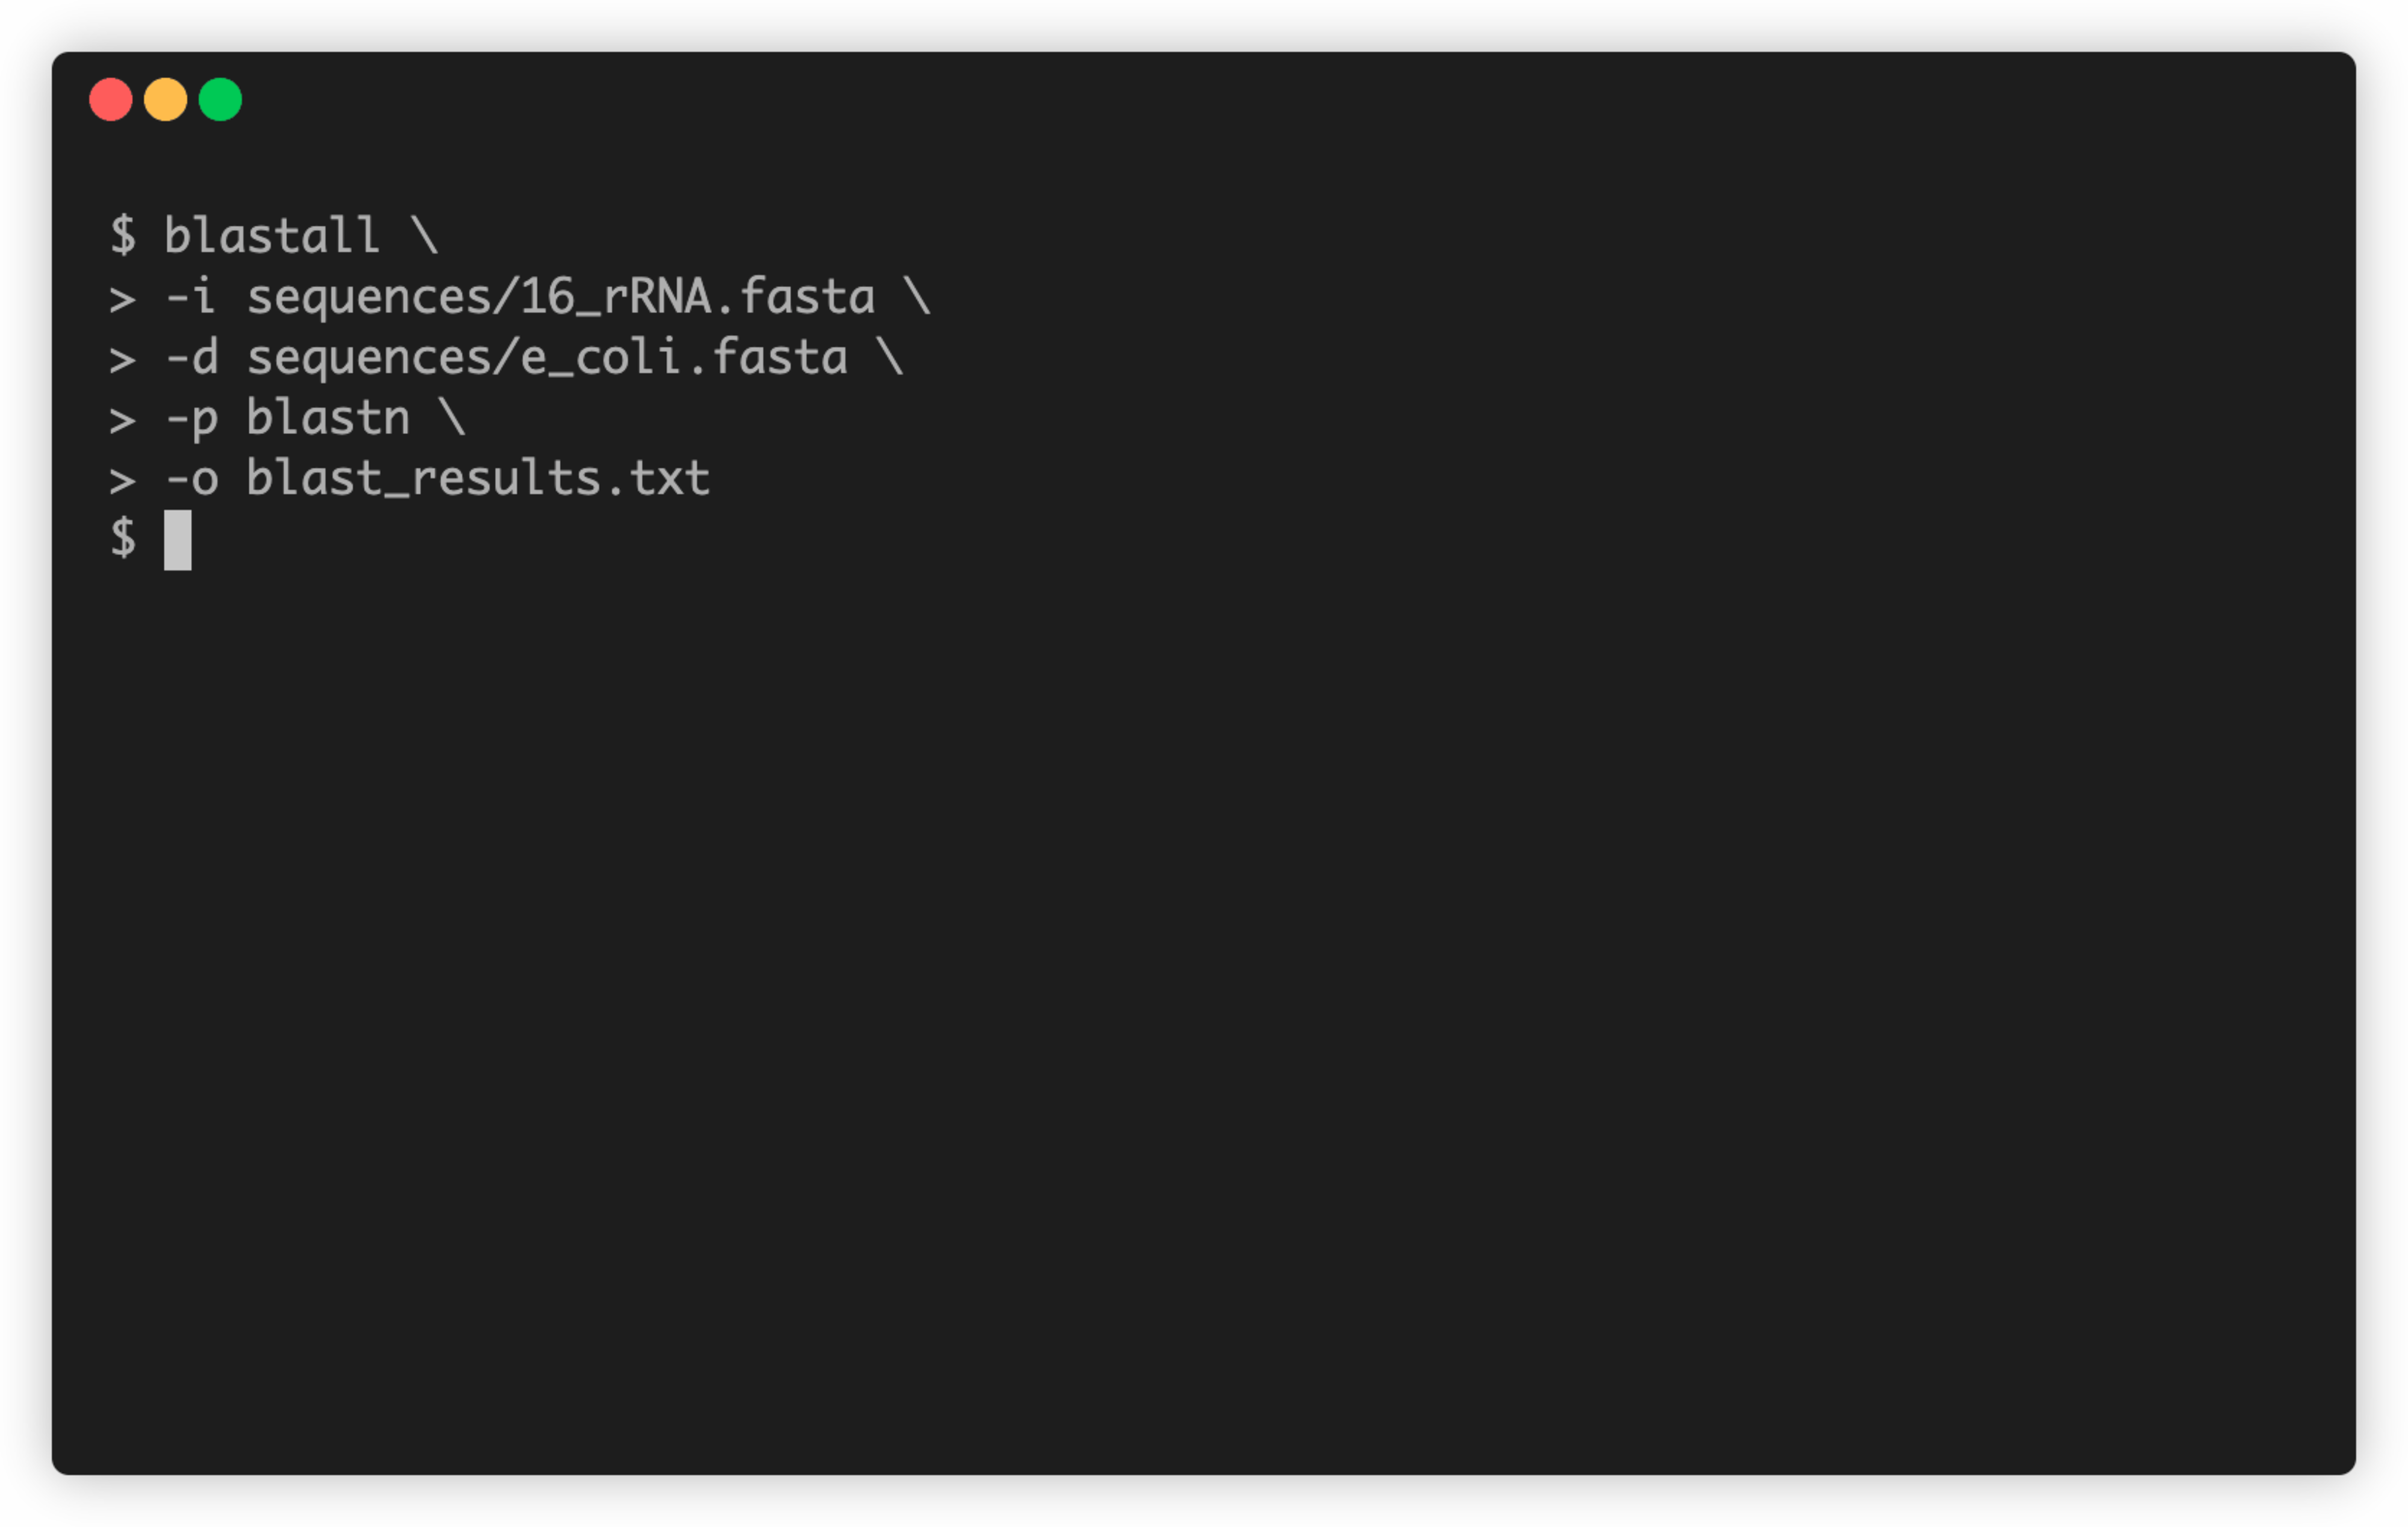 $ blastall \
> -i sequences/16_rRNA.fasta \
> -d sequences/e_coli.fasta \
> -p blastn \
> -o blast_results.txt
$